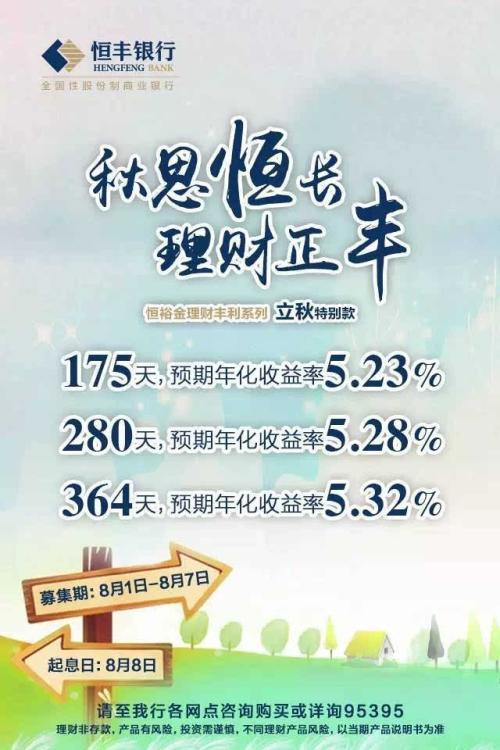 恒丰银行
HENGFENG BANK
全国性股份制商业银行
秋思恒长
理财正丰
恒裕金理财丰利系列 立秋特别款
175天,预期年化收益率5.23%
280天,预期年化收益率5.28%
364天,预期年化收益率5.32%
募集期:8月1日-8月7日
起息日:8月8日
请至我行各网点咨询购买或详询95395
理财非存款,产品有风险,投资需谨慎,不同理财产品风险,以当期产品说明书为准